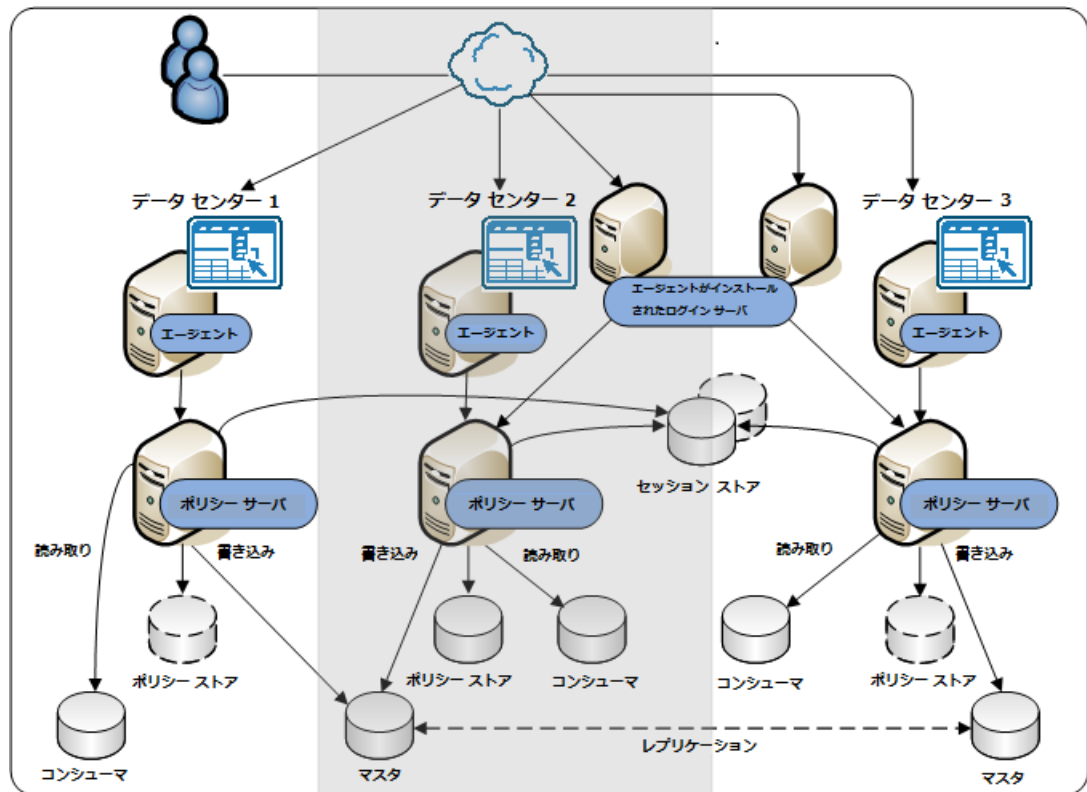 データ センター 1
データ センター 2
データ センター 3
エージェントがインストール
されたログイン サーバ
エージェント
エージェント
エージェント
セッション ストア
ポリシー サーバ
ポリシー サーバ
ポリシー サーバ
読み取り
書き込み
書き込み
読み取り
読み取り
書き込み
ポリシー ストア
ポリシー ストア
コンシューマ
コンシューマ
ポリシー ストア
レプリケーション
コンシューマ
マスタ
マスタ